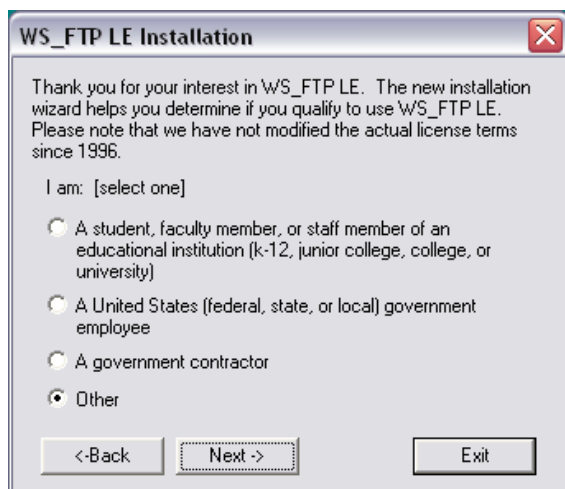 WS_FTP LE Installation
Thank you for your interest in WS_FTP LE. The new installation
wizard helps you determine if you qualify to use WS_FTP LE.
Please note that we have not modified the actual license terms
since 1996.
I am: [select one]
A student, faculty member, or staff member of an
educational institution (k-12, junior college, college, or
university)
A United States (federal, state, or local) government
employee
A government contractor
Other
<-Back
Next ->
Exit